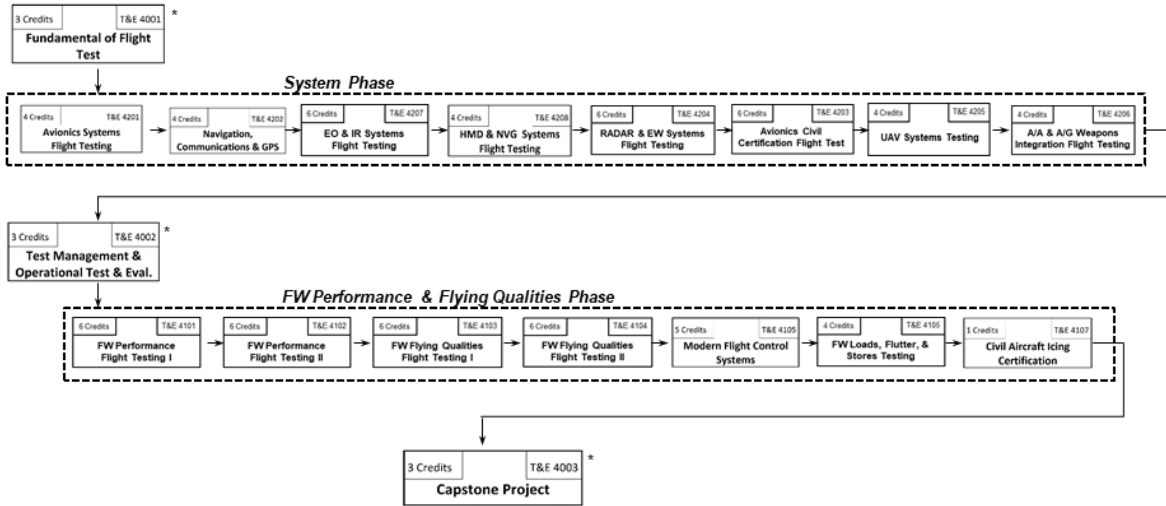 3 Credits T&E 4001 *
Fundamental of Flight
Test
System Phase
4 Credits T&E 4201
Avionics Systems
Flight Testing
4 Credits T&E 4202
Navigation,
Communications & GPS
6 Credits T&E 4207
EO & IR Systems
Flight Testing
4 Credits T&E 4208
HMD & NVG Systems
Flight Testing
6 Credits T&E 4204
RADAR & EW Systems
Flight Testing
6 Credits T&E 4203
Avionics Civil
Certification Flight Test
4 Credits T&E 4205
UAV Systems Testing
4 Credits T&E 4206
A/A & A/G Weapons
Integration Flight Testing
3 Credits T&E 4002 *
Test Management &
Operational Test & Eval.
FW Performance & Flying Qualities Phase
6 Credits T&E 4101
FW Performance
Flight Testing I
6 Credits T&E 4102
FW Performance
Flight Testing II
6 Credits T&E 4103
FW Flying Qualities
Flight Testing I
6 Credits T&E 4104
FW Flying Qualities
Flight Testing II
5 Credits T&E 4105
Modern Flight Control
Systems
4 Credits T&E 4105
FW Loads, Flutter, &
Stores Testing
1 Credits T&E 4107
Civil Aircraft Icing
Certification
3 Credits T&E 4003 *
Capstone Project